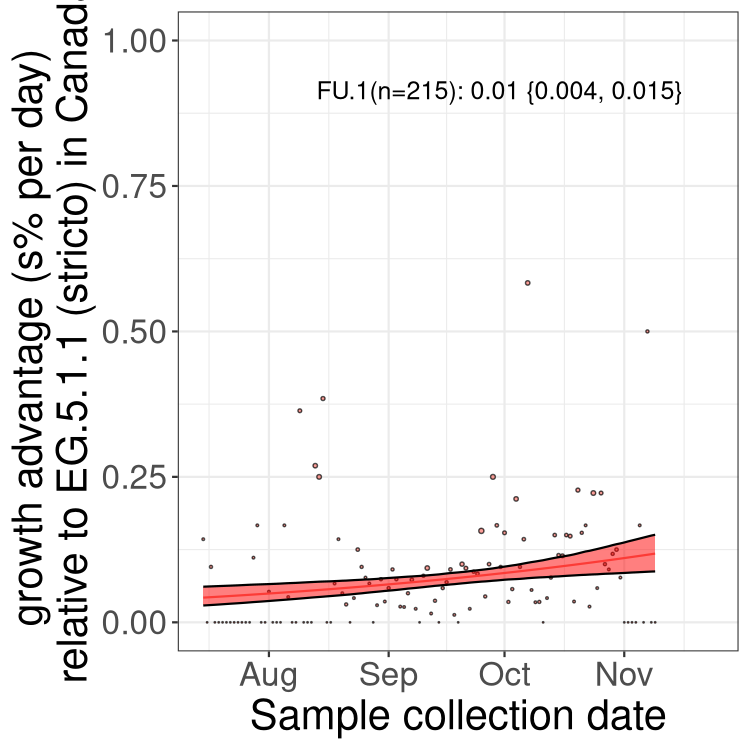 growth advantage (s% per day)
relative to EG.5.1.1 (stricto) in Canada
1.00
FU.1(n=215): 0.01 {0.004, 0.015}
0.75
0.50
0.25
0.00
Aug Sep Oct Nov
Sample collection date